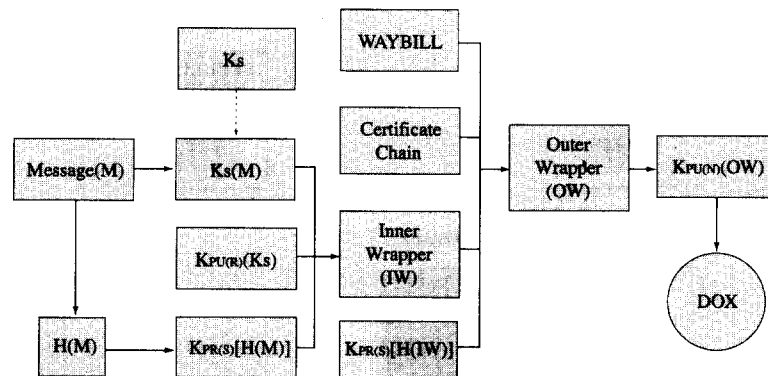 Ks
WAYBILL
Message(M)
Ks(M)
Certificate
Chain
Outer
Wrapper
(OW)
KPU(N)(OW)
KPU(R)(Ks)
Inner
Wrapper
(IW)
DOX
H(M)
KPR(S)[H(M)]
KPR(S)[H(IW)]